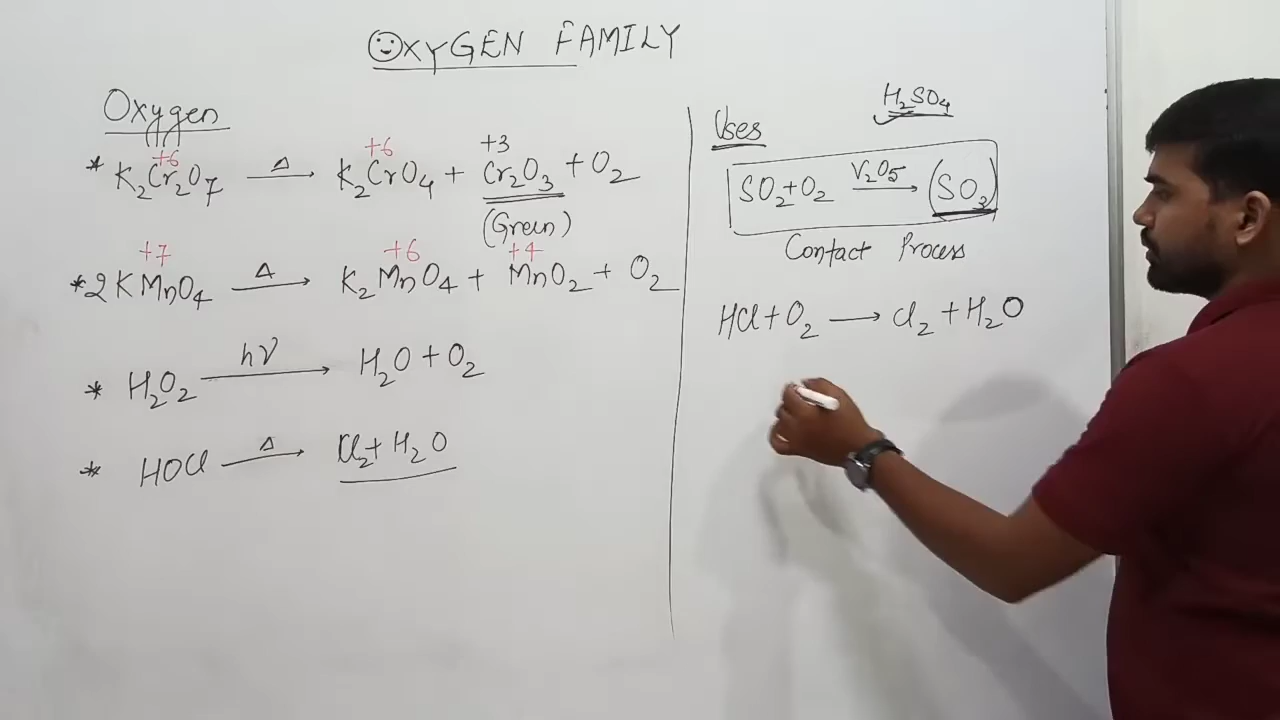 ☺XYGEN FAMILY
Oxygen
+6 +6 +3
* K₂Cr₂O₇ —Δ→ K₂CrO₄ + Cr₂O₃ + O₂
(Green)
+7 +6 +4
* 2KMnO₄ —Δ→ K₂MnO₄ + MnO₂ + O₂
* H₂O₂ —hν→ H₂O + O₂
* HOCl —Δ→ Cl₂ + H₂O
Uses
H₂SO₄
SO₂ + O₂ —V₂O₅→ (SO₃)
Contact Process
HCl + O₂ → Cl₂ + H₂O